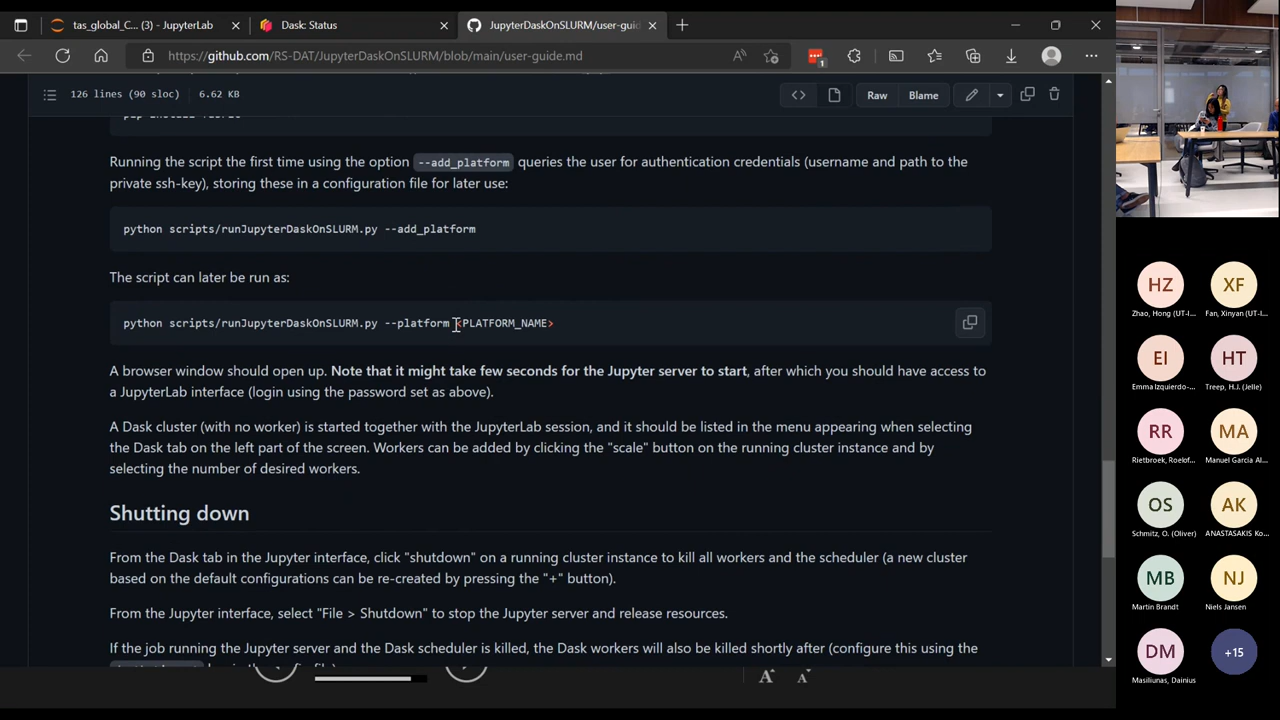 tas_global_C... (3) - JupyterLab
Dask: Status
JupyterDaskOnSLURM/user-guide
https://github.com/RS-DAT/JupyterDaskOnSLURM/blob/main/user-guide.md
1
126 lines (90 sloc)
6.62 KB
Raw
Blame
Running the script the first time using the option --add_platform queries the user for authentication credentials (username and path to the
private ssh-key), storing these in a configuration file for later use:
python scripts/runJupyterDaskOnSLURM.py --add_platform
The script can later be run as:
python scripts/runJupyterDaskOnSLURM.py --platform <PLATFORM_NAME>
A browser window should open up. Note that it might take few seconds for the Jupyter server to start, after which you should have access to
a JupyterLab interface (login using the password set as above).
A Dask cluster (with no worker) is started together with the JupyterLab session, and it should be listed in the menu appearing when selecting
the Dask tab on the left part of the screen. Workers can be added by clicking the "scale" button on the running cluster instance and by
selecting the number of desired workers.
Shutting down
From the Dask tab in the Jupyter interface, click "shutdown" on a running cluster instance to kill all workers and the scheduler (a new cluster
based on the default configurations can be re-created by pressing the "+" button).
From the Jupyter interface, select "File > Shutdown" to stop the Jupyter server and release resources.
If the job running the Jupyter server and the Dask scheduler is killed, the Dask workers will also be killed shortly after (configure this using the
HZ
Zhao, Hong (UT-I...
XF
Fan, Xinyan (UT-I...
EI
Emma Izquierdo-...
HT
Treep, H.J. (Jelle)
RR
Rietbroek, Roelof...
MA
Manuel Garcia Al...
OS
Schmitz, O. (Oliver)
AK
ANASTASAKIS Ko...
MB
Martin Brandt
NJ
Niels Jansen
DM
Masiliunas, Dainius
+15